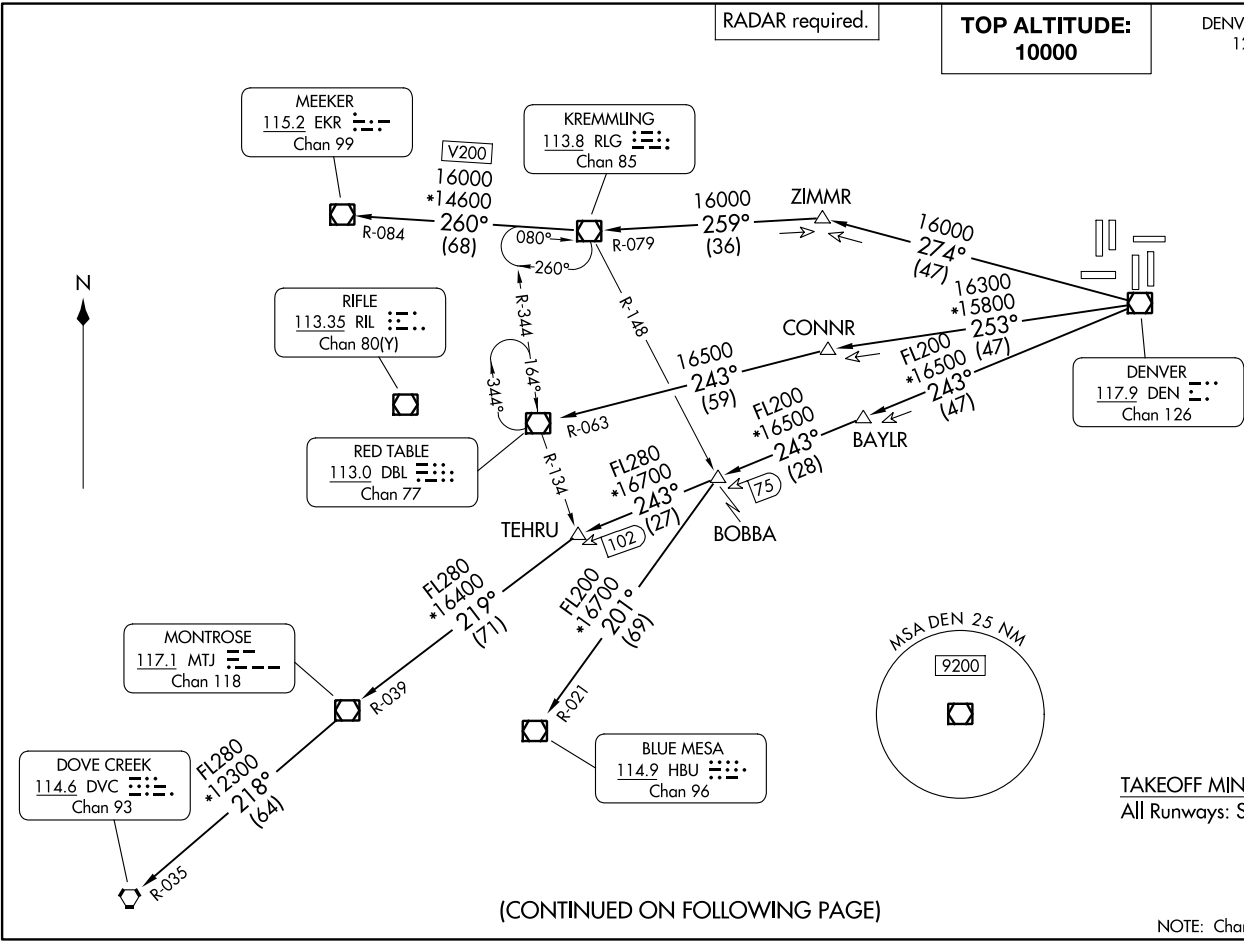 RADAR required.
TOP ALTITUDE:
10000
DENV
12
MEEKER
115.2 EKR
Chan 99
KREMMLING
113.8 RLG
Chan 85
V200
16000
*14600
260°
(68)
R-084
080°
260°
R-079
16000
259°
(36)
ZIMMR
16000
274°
(47)
N
RIFLE
113.35 RIL
Chan 80(Y)
R-344
R-148
16300
*15800
253°
(47)
CONNR
16500
243°
(59)
R-063
164°
344°
FL200
*16500
243°
(47)
BAYLR
DENVER
117.9 DEN
Chan 126
RED TABLE
113.0 DBL
Chan 77
R-134
FL200
*16500
243°
(28)
75
BOBBA
FL280
*16700
243°
(27)
102
TEHRU
FL280
*16400
219°
(71)
FL200
*16700
201°
(69)
MONTROSE
117.1 MTJ
Chan 118
R-039
R-021
BLUE MESA
114.9 HBU
Chan 96
MSA DEN 25 NM
9200
DOVE CREEK
114.6 DVC
Chan 93
FL280
*12300
218°
(64)
R-035
TAKEOFF MIN
All Runways: S
(CONTINUED ON FOLLOWING PAGE)
NOTE: Char